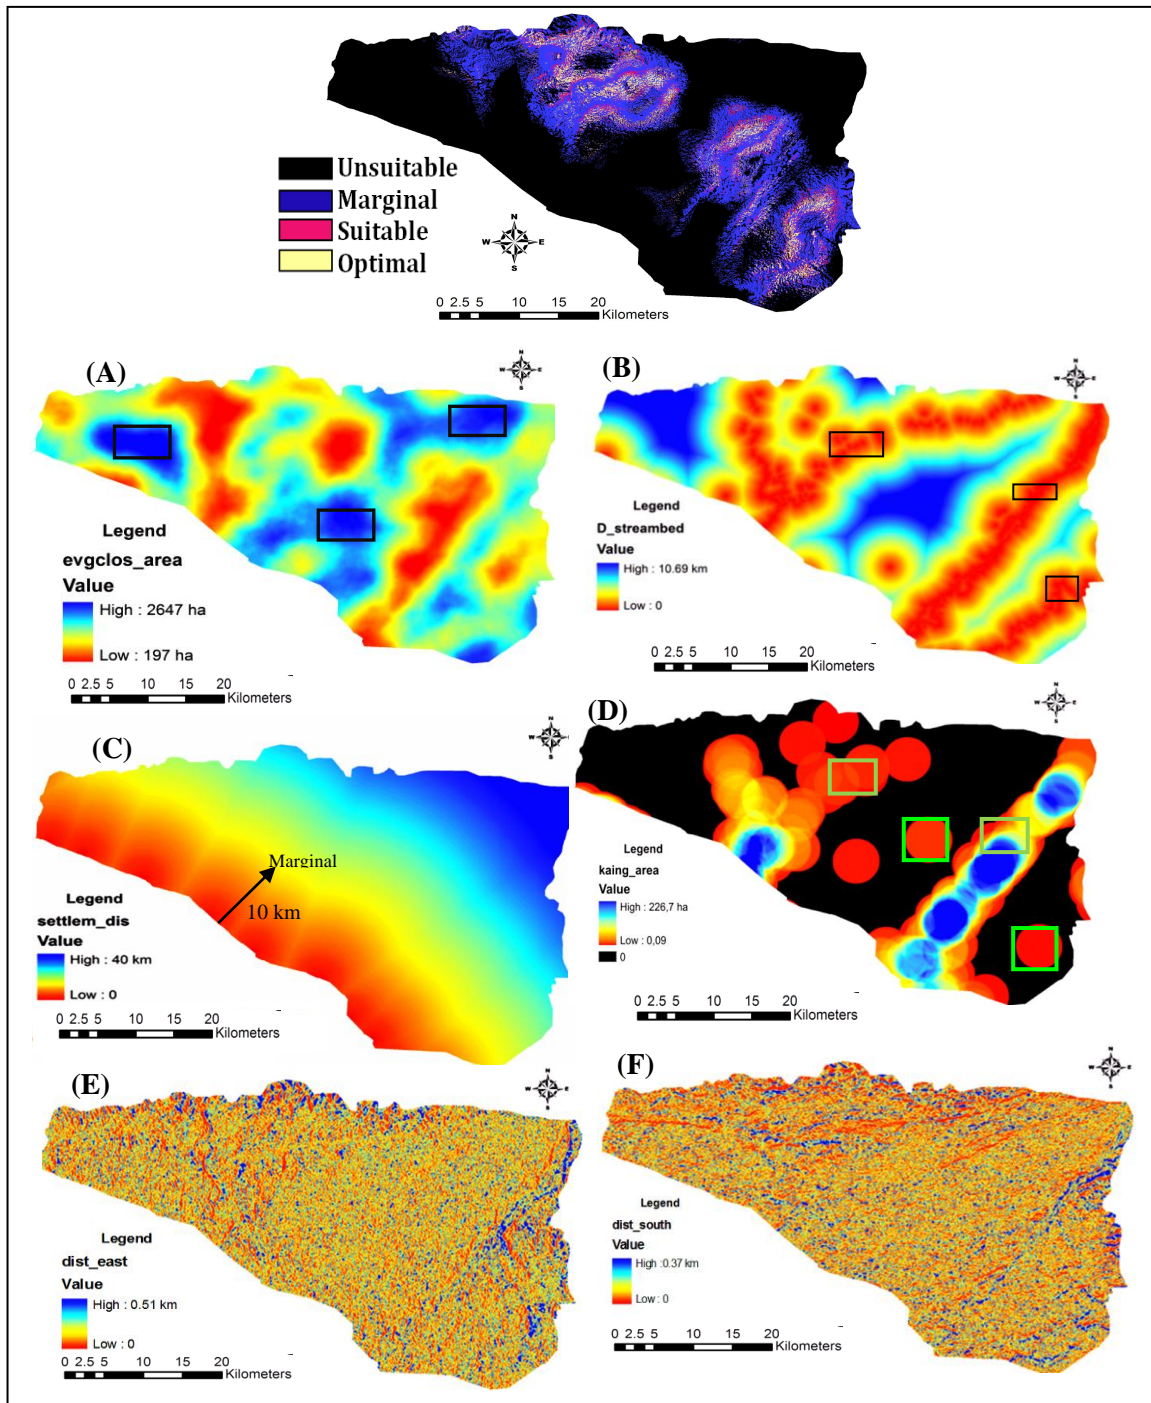 Unsuitable
Marginal
Suitable
Optimal
N
W E
S
0 2.5 5 10 15 20
Kilometers
(A)
N
W E
S
Legend
evgclos_area
Value
High : 2647 ha
Low : 197 ha
0 2.5 5 10 15 20
Kilometers
(B)
N
W E
S
Legend
D_streambed
Value
High : 10.69 km
Low : 0
0 2.5 5 10 15 20
Kilometers
(C)
N
W E
S
Marginal
10 km
Legend
settlem_dis
Value
High : 40 km
Low : 0
0 2.5 5 10 15 20
Kilometers
(D)
N
W E
S
Legend
kaing_area
Value
High : 226,7 ha
Low : 0,09
0
0 2.5 5 10 15 20
Kilometers
(E)
N
W E
S
Legend
dist_east
Value
High : 0.51 km
Low : 0
0 2.5 5 10 15 20
Kilometers
(F)
N
W E
S
Legend
dist_south
Value
High :0.37 km
Low : 0
0 2.5 5 10 15 20
Kilometers